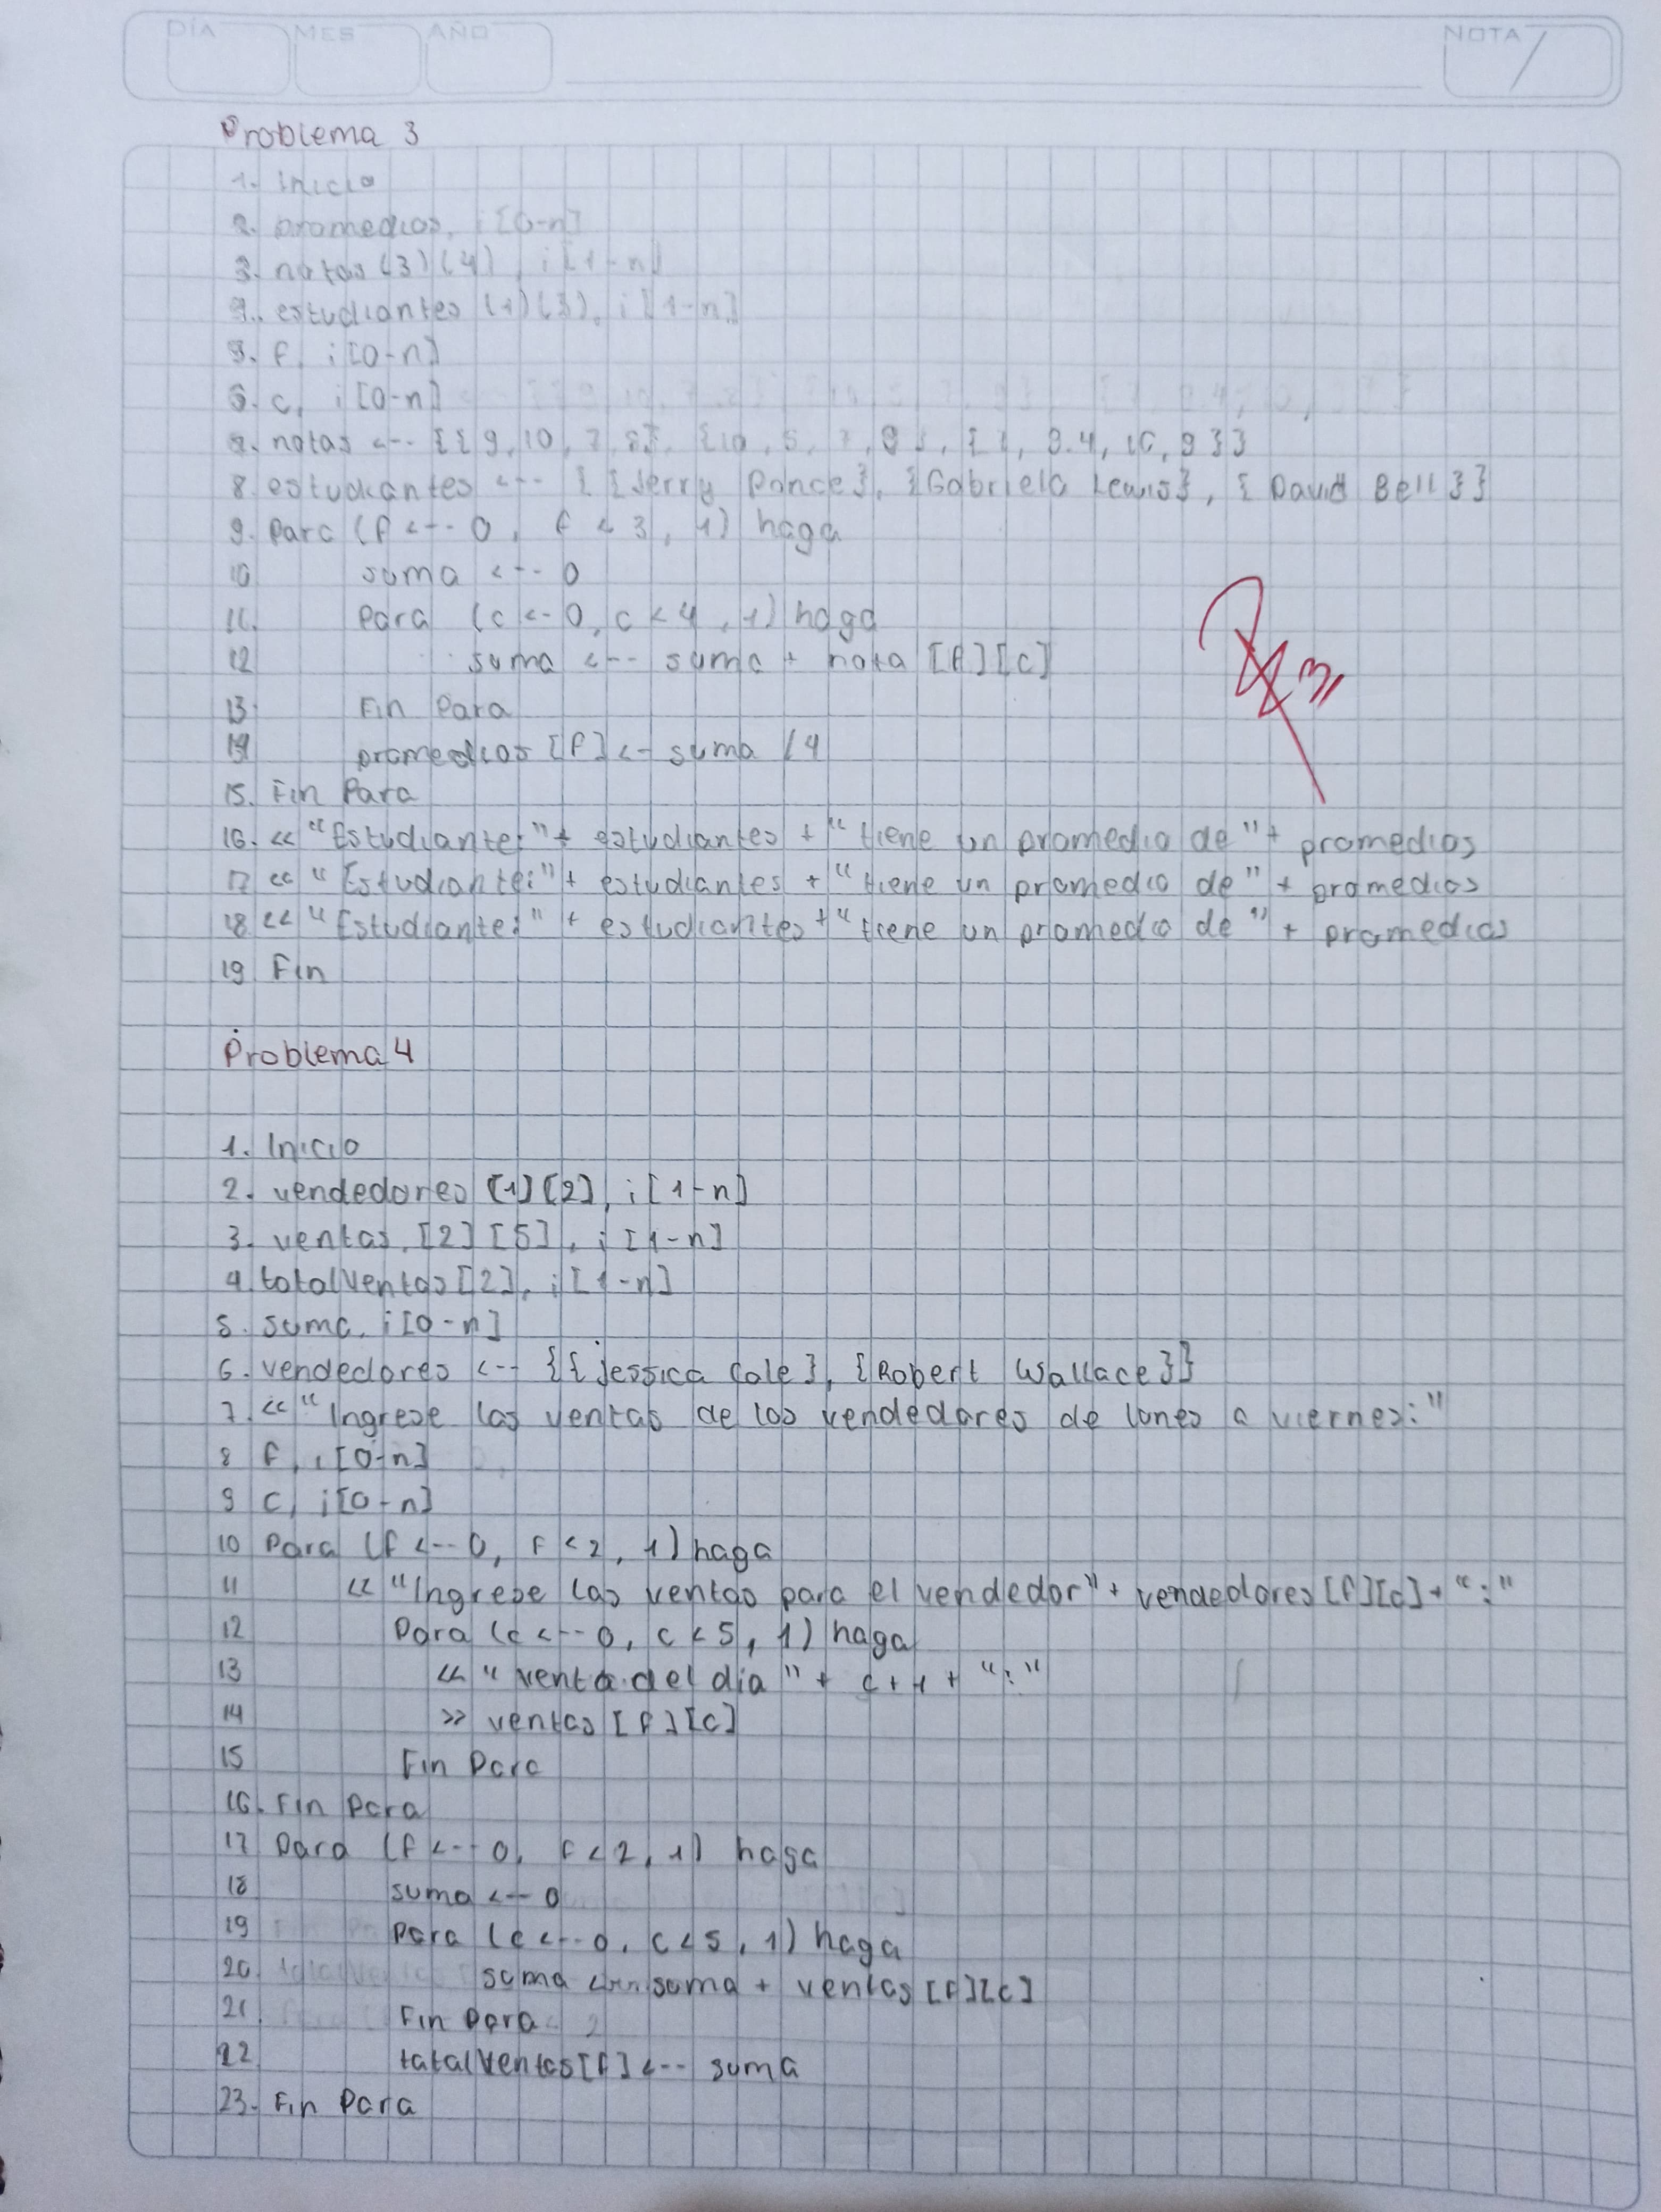 DÍA MES AÑO NOTA
Problema 3
1. Inicio
2. promedios, i[0-n]
3. notas (3)(4), i[1-n]
4. estudiantes (1)(3), i[1-n]
5. f, i[0-n]
6. c, i[0-n]
7. notas <-- {{9,10,7,8}, {10,5,7,8}, { , 8.4, 10, 9}}
8. estudiantes <-- {{Jerry Ponce}, {Gabriela Lewis}, {David Bell}}
9. Para (f <-- 0, f < 3, 1) haga
10 suma <-- 0
11. Para (c <- 0, c < 4, 1) haga
12 suma <-- suma + nota [f][c]
13 Fin Para
14 promedios [f] <- suma /4
15. Fin Para
16. << "Estudiante:" + estudiantes + "tiene un promedio de" + promedios
17 << "Estudiante:" + estudiantes + "tiene un promedio de" + promedios
18 << "Estudiante:" + estudiantes + "tiene un promedio de" + promedios
19 Fin
Problema 4
1. Inicio
2. vendedores [1][2], i[1-n]
3. ventas, [2][5], i[1-n]
4. totalVentas[2], i[1-n]
5. suma, i[0-n]
6. vendedores <-- {{Jessica Cole}, {Robert Wallace}}
7. << "Ingrese las ventas de los vendedores de lunes a viernes:"
8 f, i[0-n]
9 c, i[0-n]
10 Para (f <-- 0, f < 2, 1) haga
11 << "Ingrese las ventas para el vendedor" + vendedores [f][c] + ":"
12 Para (c <-- 0, c < 5, 1) haga
13 << "venta del dia" + c+1 + ":"
14 >> ventas [f][c]
15 Fin Para
16. Fin Para
17 Para (f <-- 0, f < 2, 1) haga
18 suma <-- 0
19 Para (c <-- 0, c < 5, 1) haga
20. suma <-- suma + ventas [f][c]
21. Fin Para
22 totalVentas[f] <-- suma
23. Fin Para